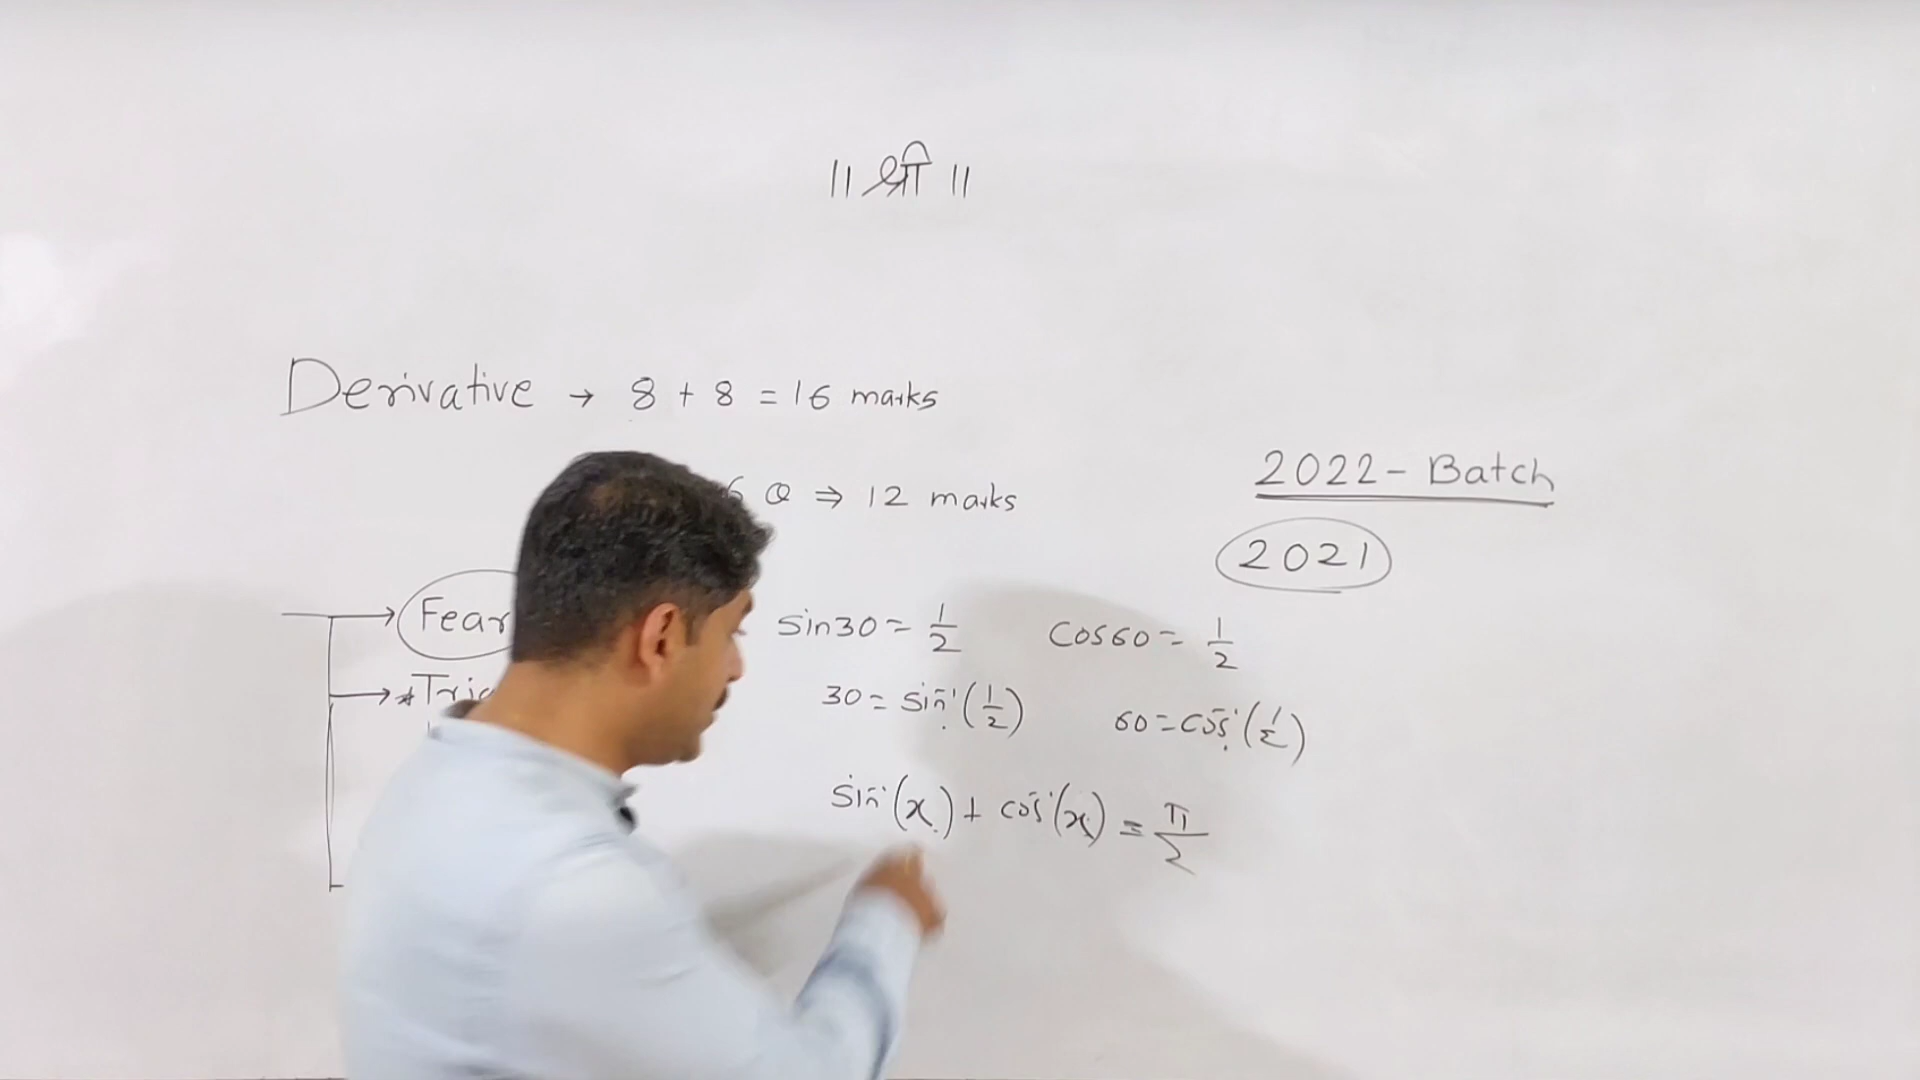 ॥ श्री ॥
Derivative → 8 + 8 = 16 marks
6 Q ⇒ 12 marks
2022 - Batch
2021
→ Fear
sin30 = 1/2
cos60 = 1/2
→ *Trig
30 = sin⁻¹(1/2)
60 = cos⁻¹(1/2)
sin⁻¹(x) + cos⁻¹(x) = π/2